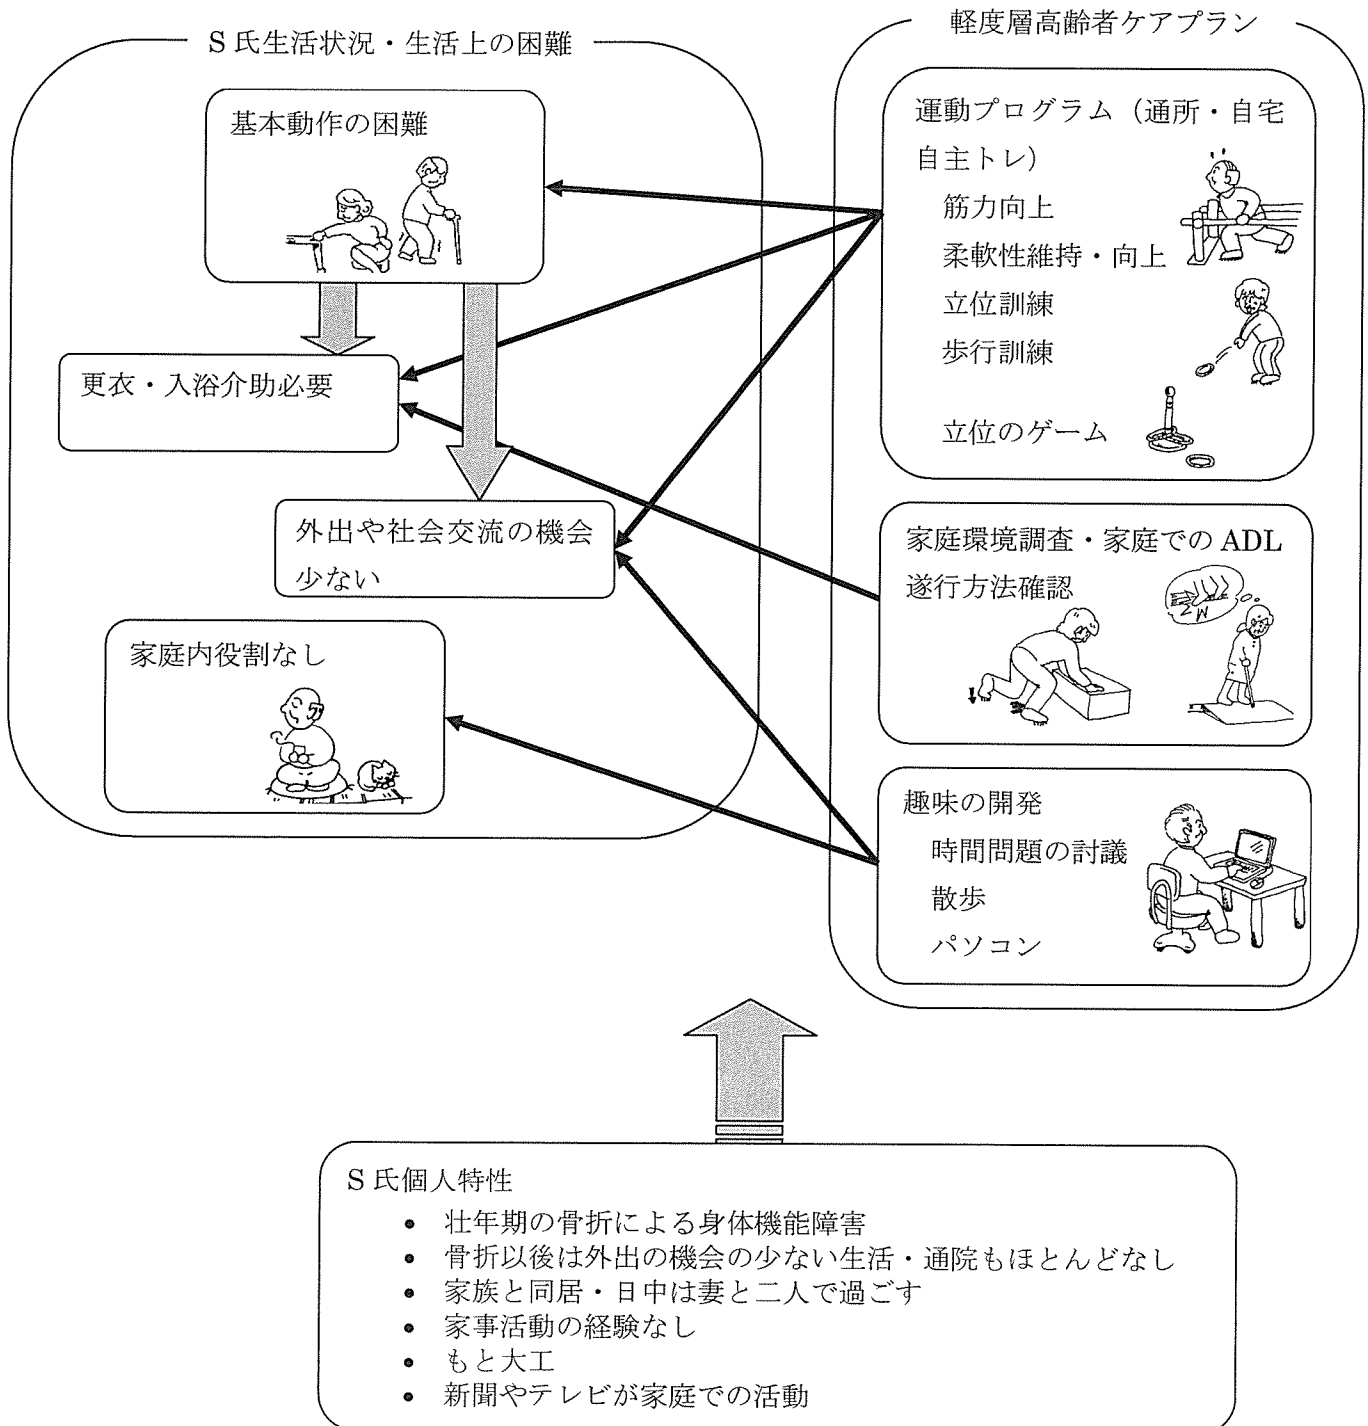 S氏生活状況・生活上の困難
基本動作の困難
更衣・入浴介助必要
外出や社会交流の機会
少ない
家庭内役割なし
軽度層高齢者ケアプラン
運動プログラム（通所・自宅
自主トレ）
筋力向上
柔軟性維持・向上
立位訓練
歩行訓練
立位のゲーム
家庭環境調査・家庭での ADL
遂行方法確認
趣味の開発
時間問題の討議
散歩
パソコン
S氏個人特性
• 壮年期の骨折による身体機能障害
• 骨折以後は外出の機会の少ない生活・通院もほとんどなし
• 家族と同居・日中は妻と二人で過ごす
• 家事活動の経験なし
• もと大工
• 新聞やテレビが家庭での活動